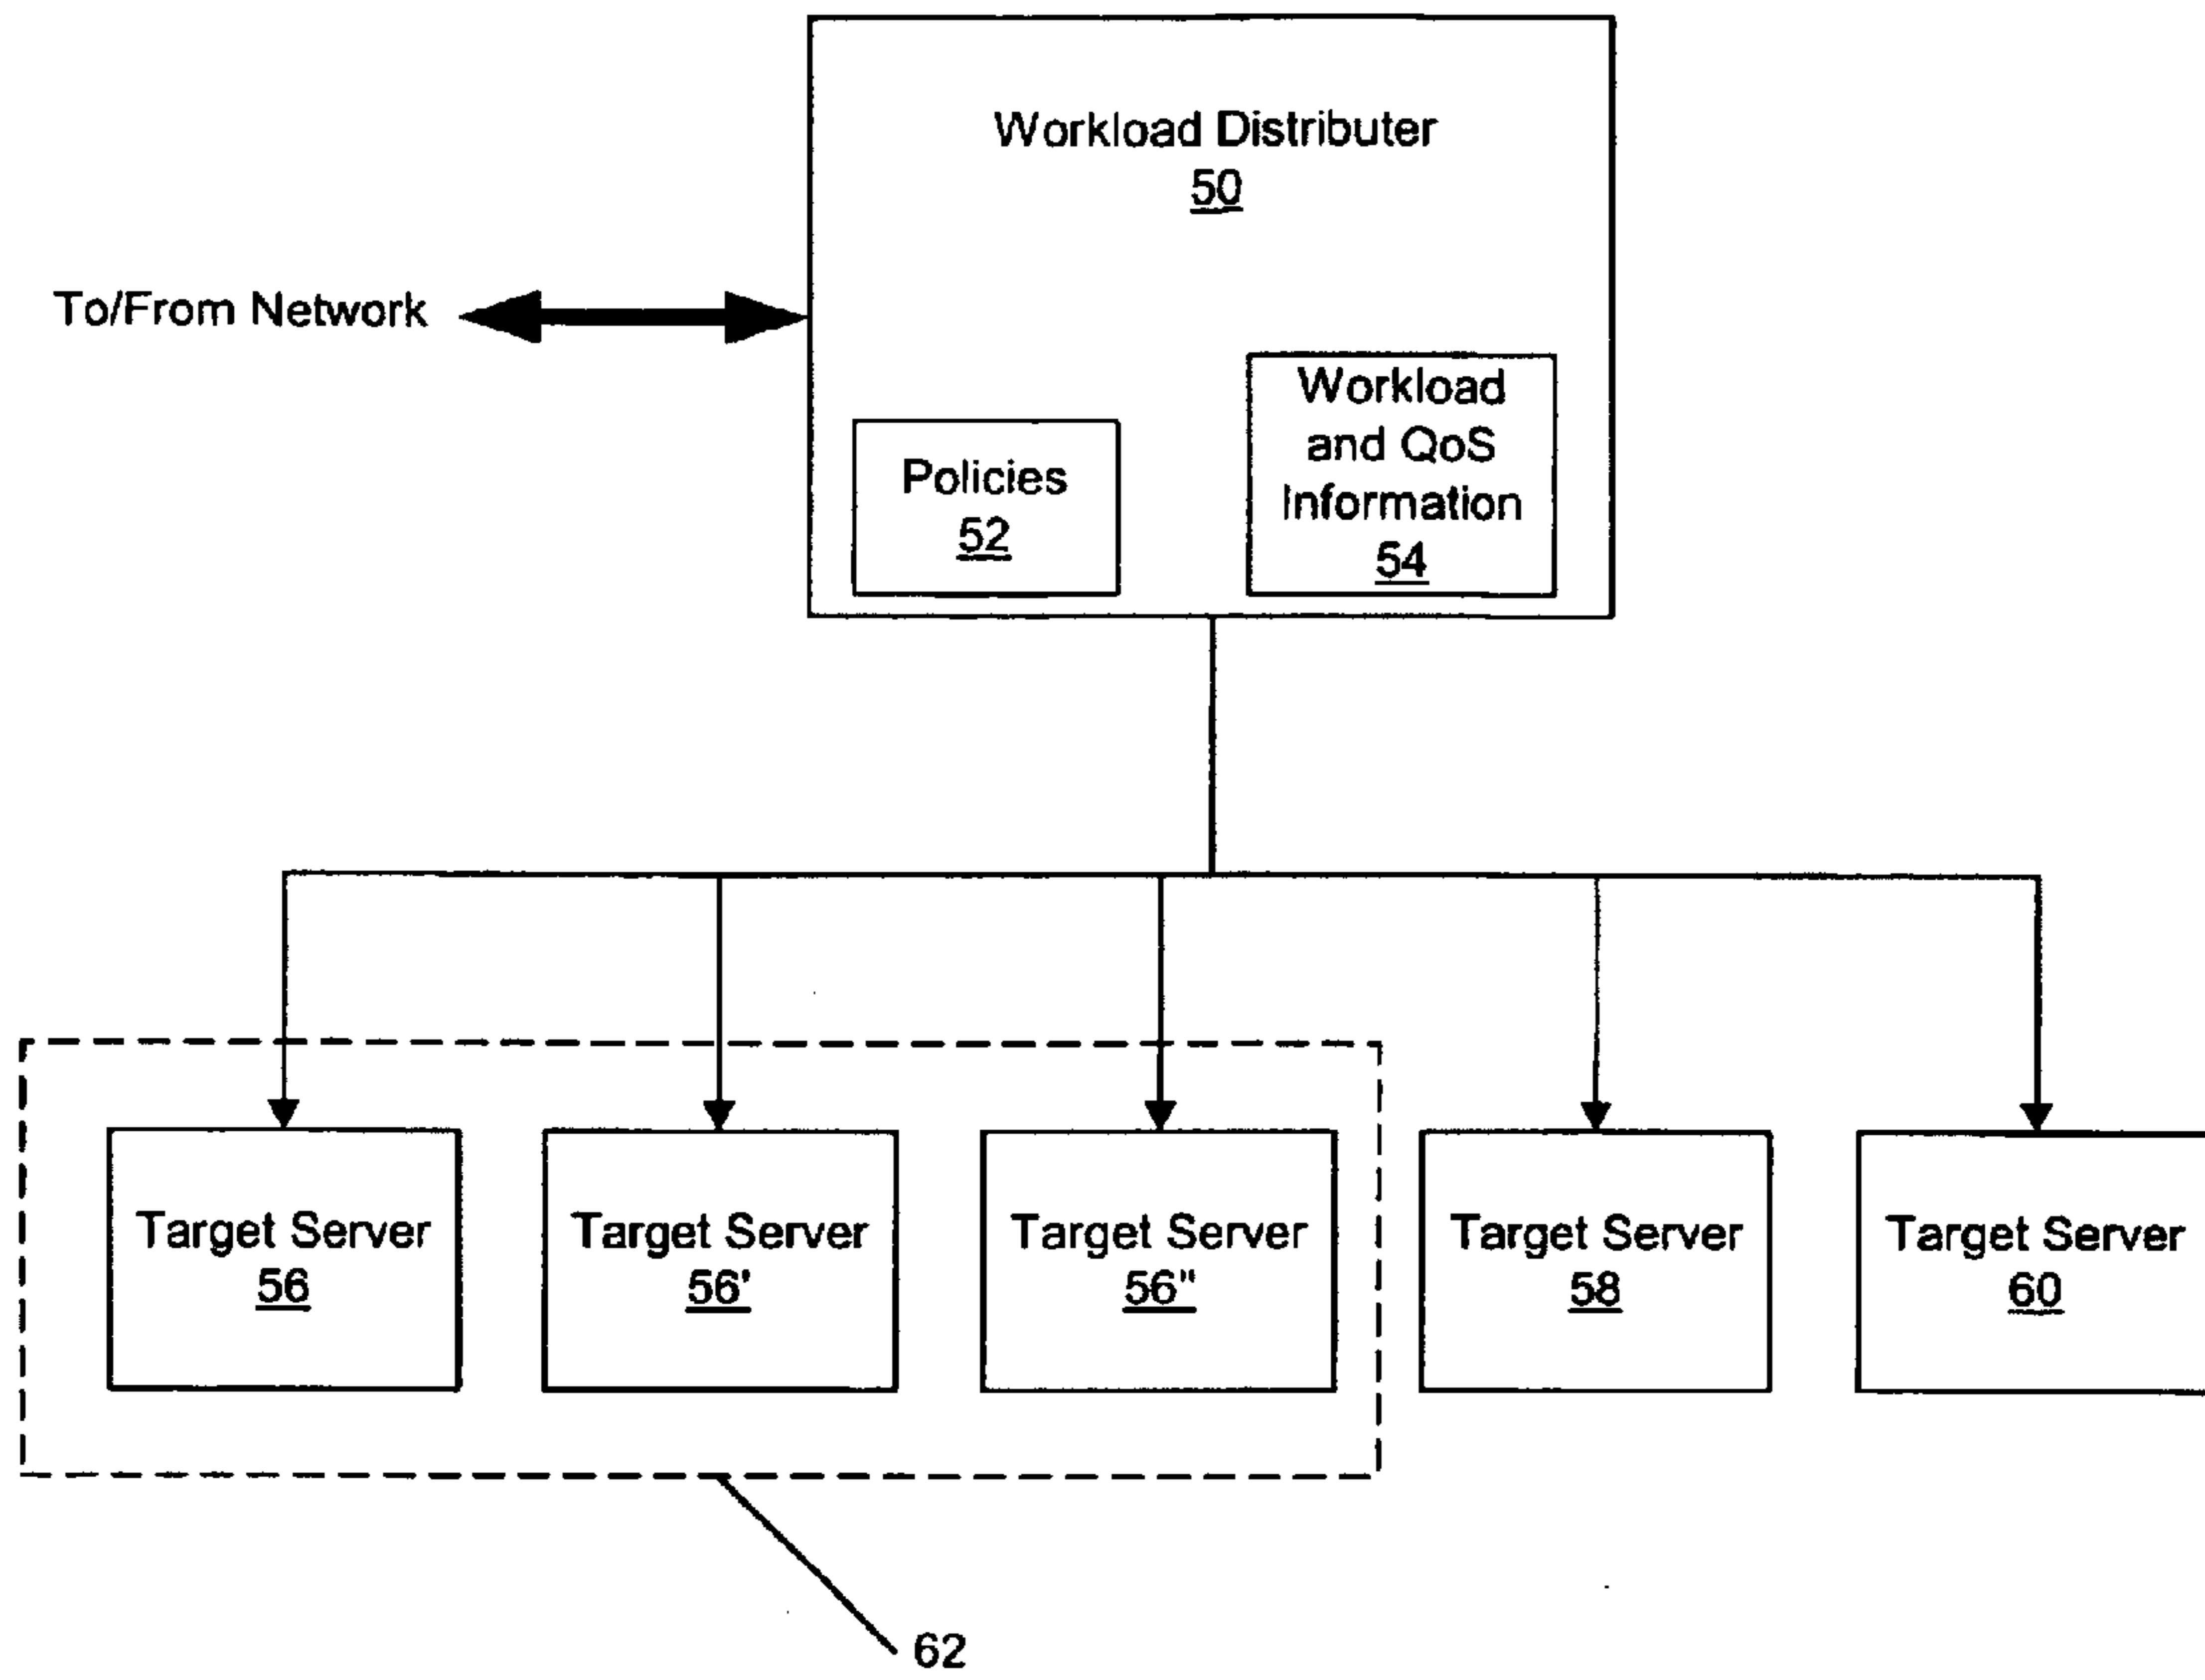 Workload Distributer
50
To/From Network
Policies
52
Workload
and QoS
Information
54
Target Server
56
Target Server
56'
Target Server
56"
Target Server
58
Target Server
60
62